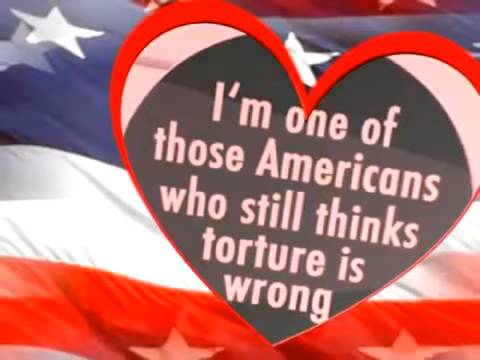 I'm one of
those Americans
who still thinks
torture is
wrong